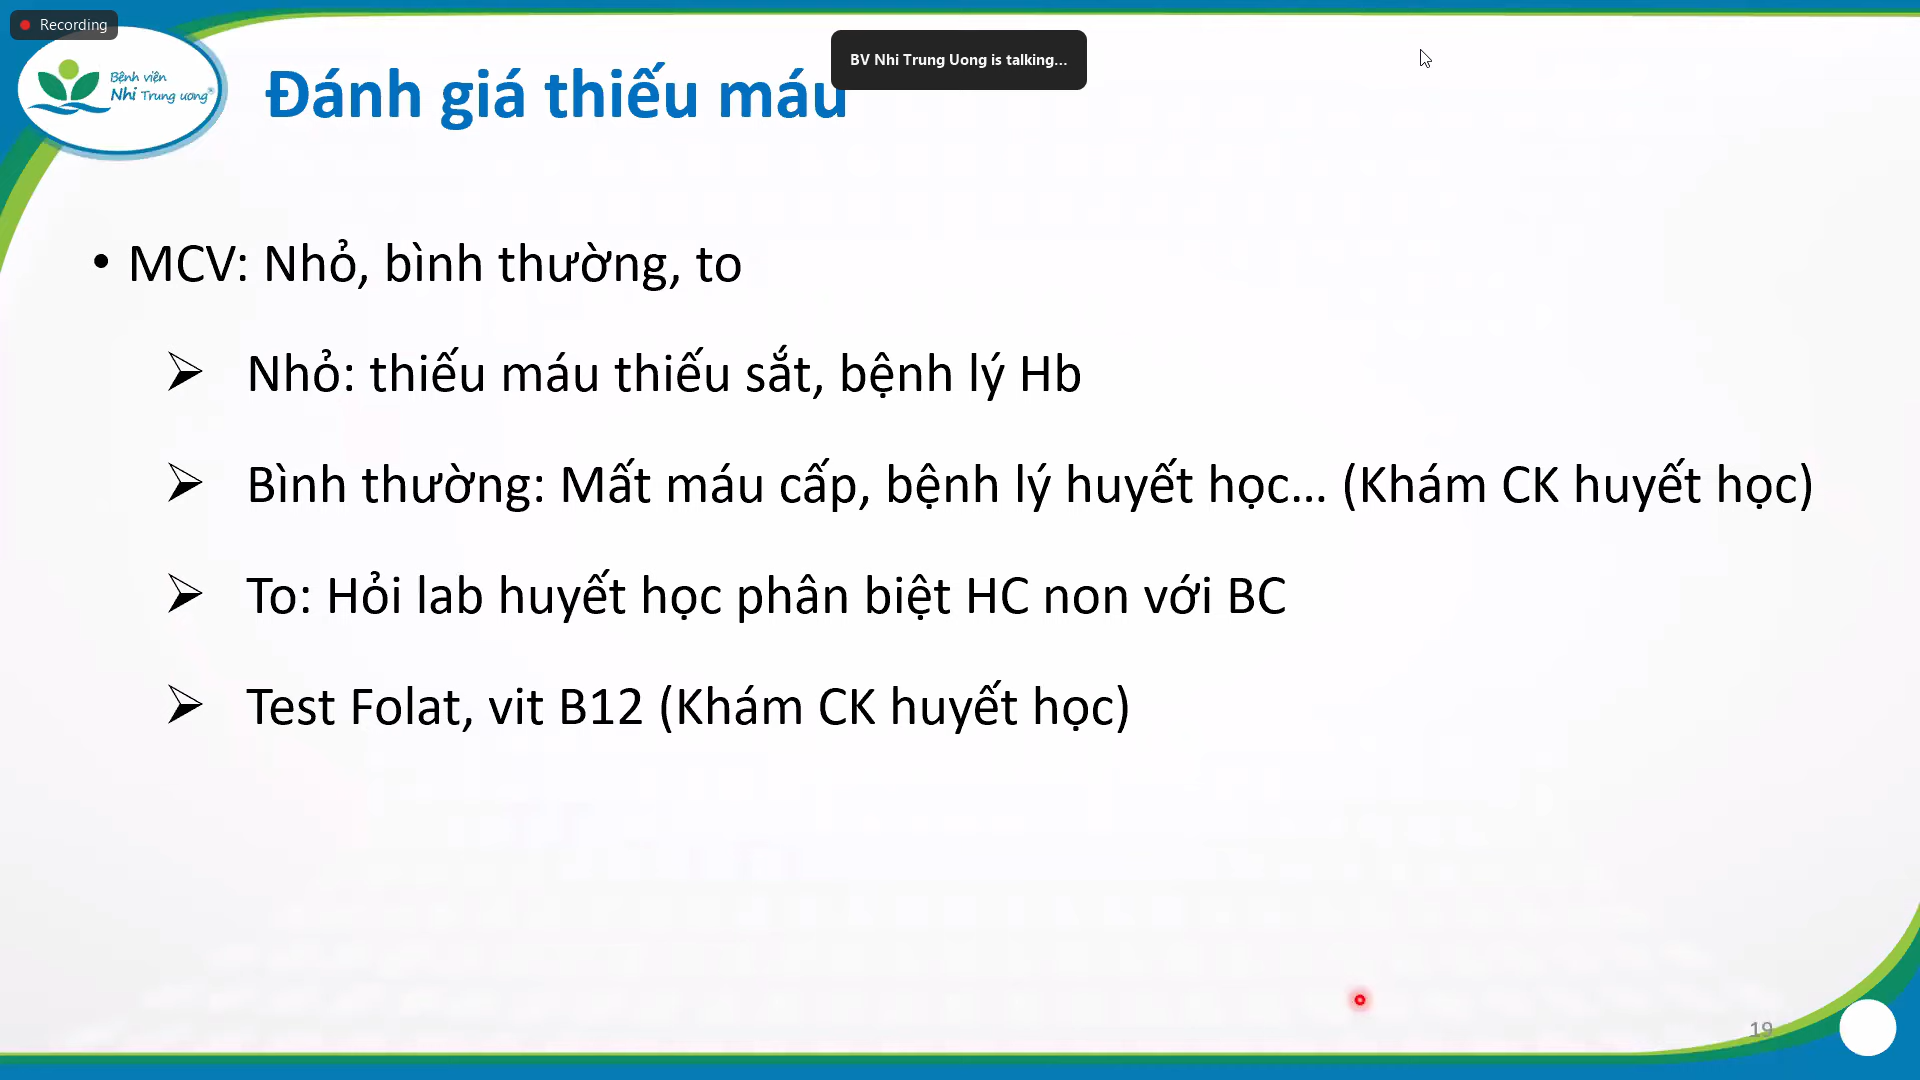 Recording
BV Nhi Trung Uong is talking...
Bệnh viện
Nhi Trung ương®
Đánh giá thiếu máu
• MCV: Nhỏ, bình thường, to
➢ Nhỏ: thiếu máu thiếu sắt, bệnh lý Hb
➢ Bình thường: Mất máu cấp, bệnh lý huyết học... (Khám CK huyết học)
➢ To: Hỏi lab huyết học phân biệt HC non với BC
➢ Test Folat, vit B12 (Khám CK huyết học)
19